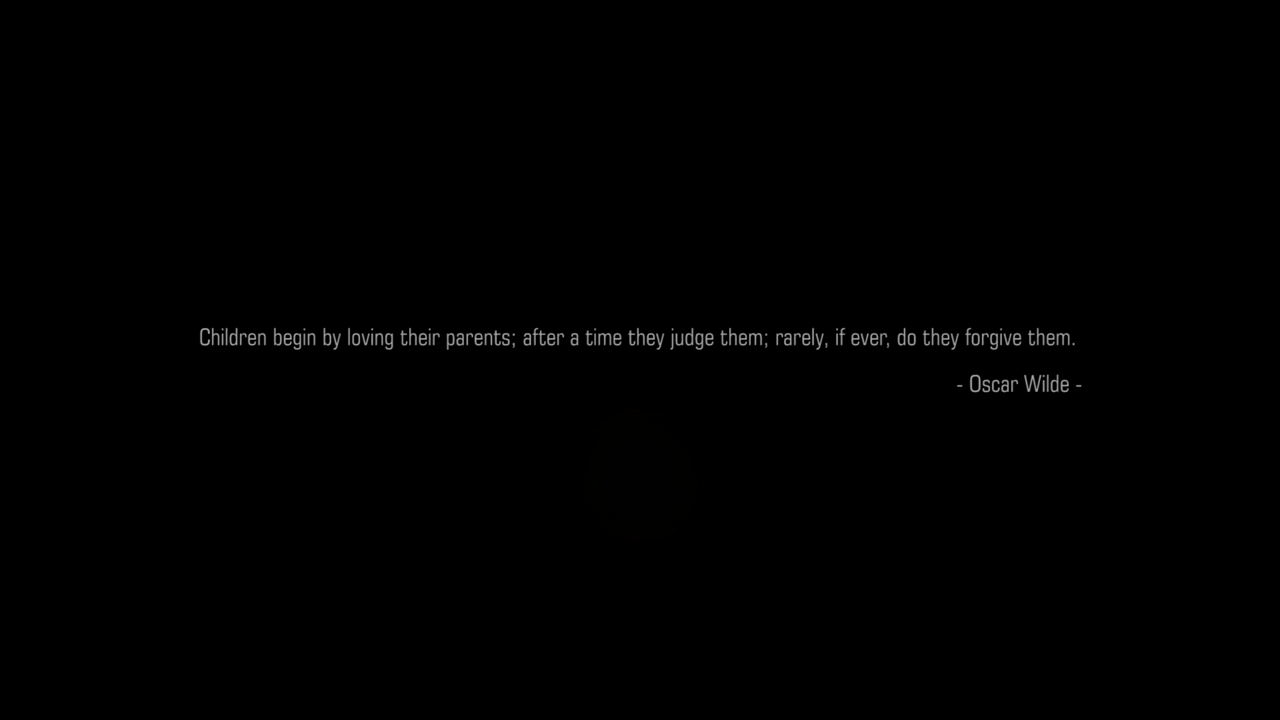 Children begin by loving their parents; after a time they judge them; rarely, if ever, do they forgive them.
- Oscar Wilde -